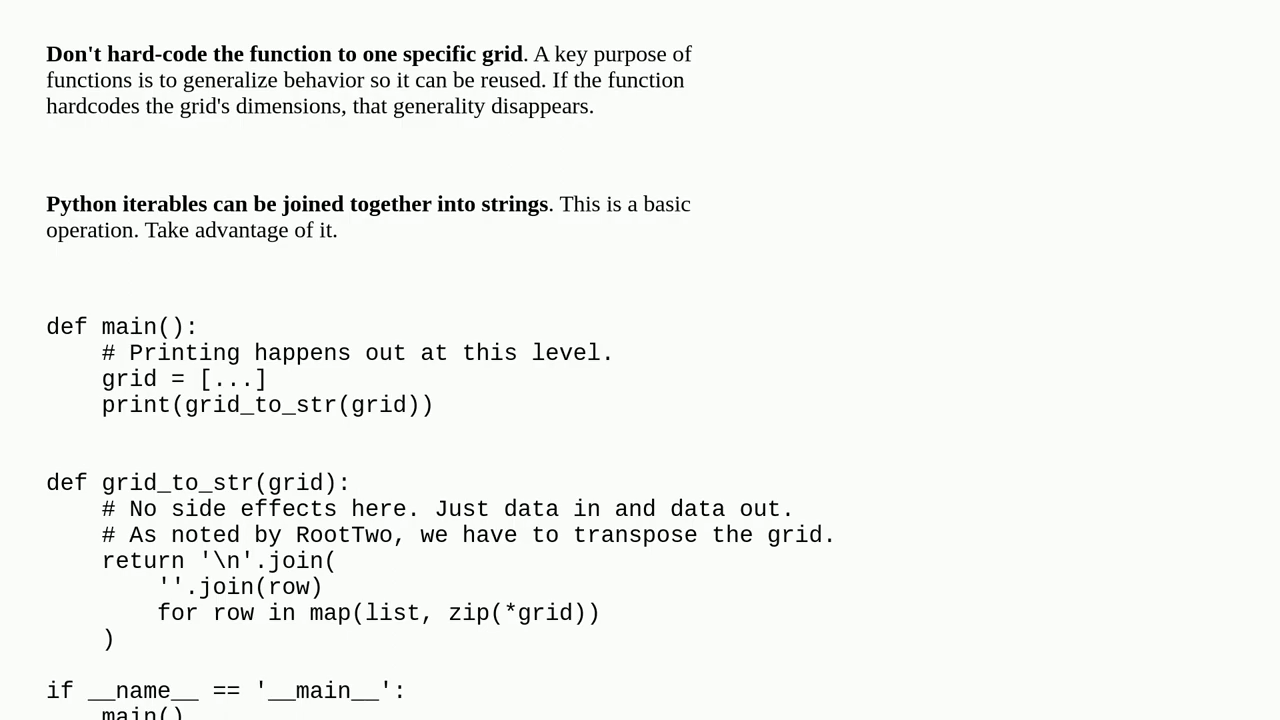 Don't hard-code the function to one specific grid. A key purpose of
functions is to generalize behavior so it can be reused. If the function
hardcodes the grid's dimensions, that generality disappears.
Python iterables can be joined together into strings. This is a basic
operation. Take advantage of it.
def main():
    # Printing happens out at this level.
    grid = [...]
    print(grid_to_str(grid))
def grid_to_str(grid):
    # No side effects here. Just data in and data out.
    # As noted by RootTwo, we have to transpose the grid.
    return '\n'.join(
        ''.join(row)
        for row in map(list, zip(*grid))
    )
if __name__ == '__main__':
    main()